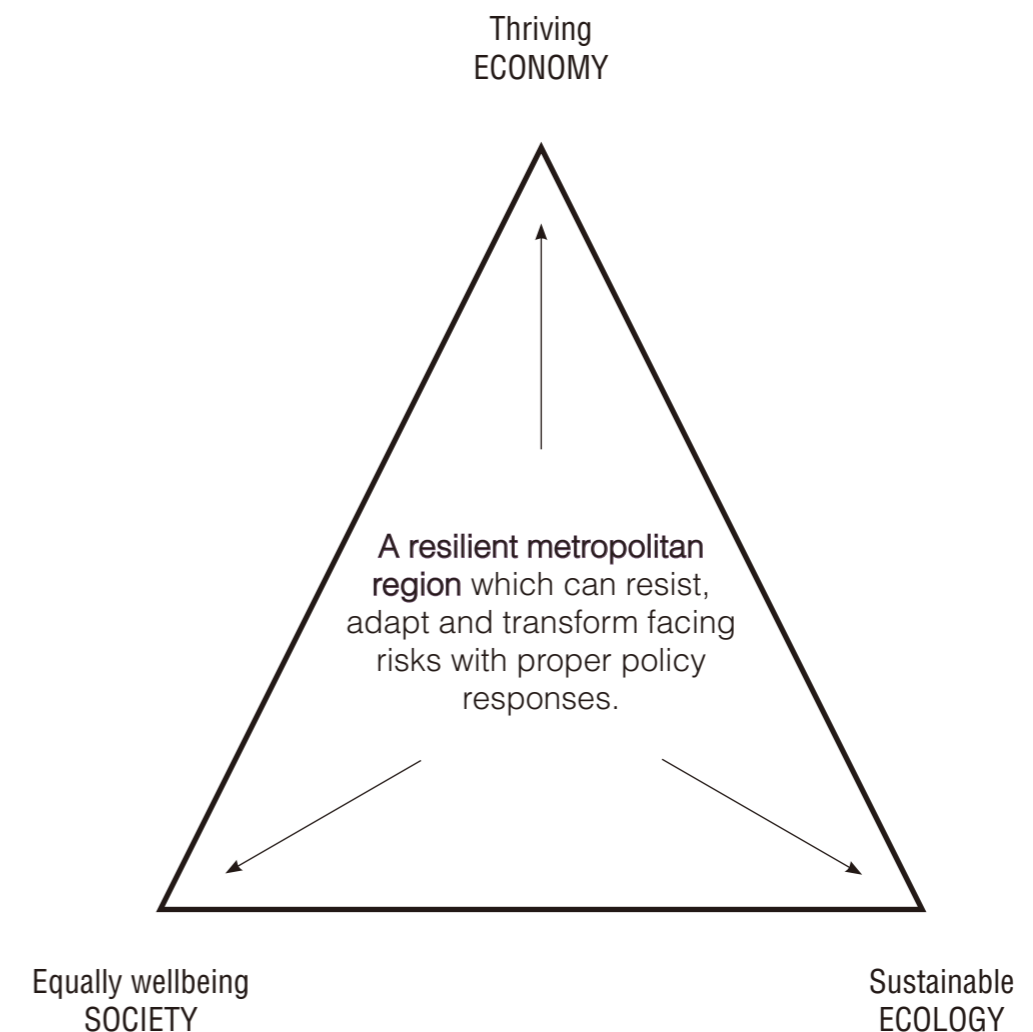 Thriving
ECONOMY
A resilient metropolitan
region which can resist,
adapt and transform facing
risks with proper policy
responses.
Equally wellbeing
SOCIETY
Sustainable
ECOLOGY